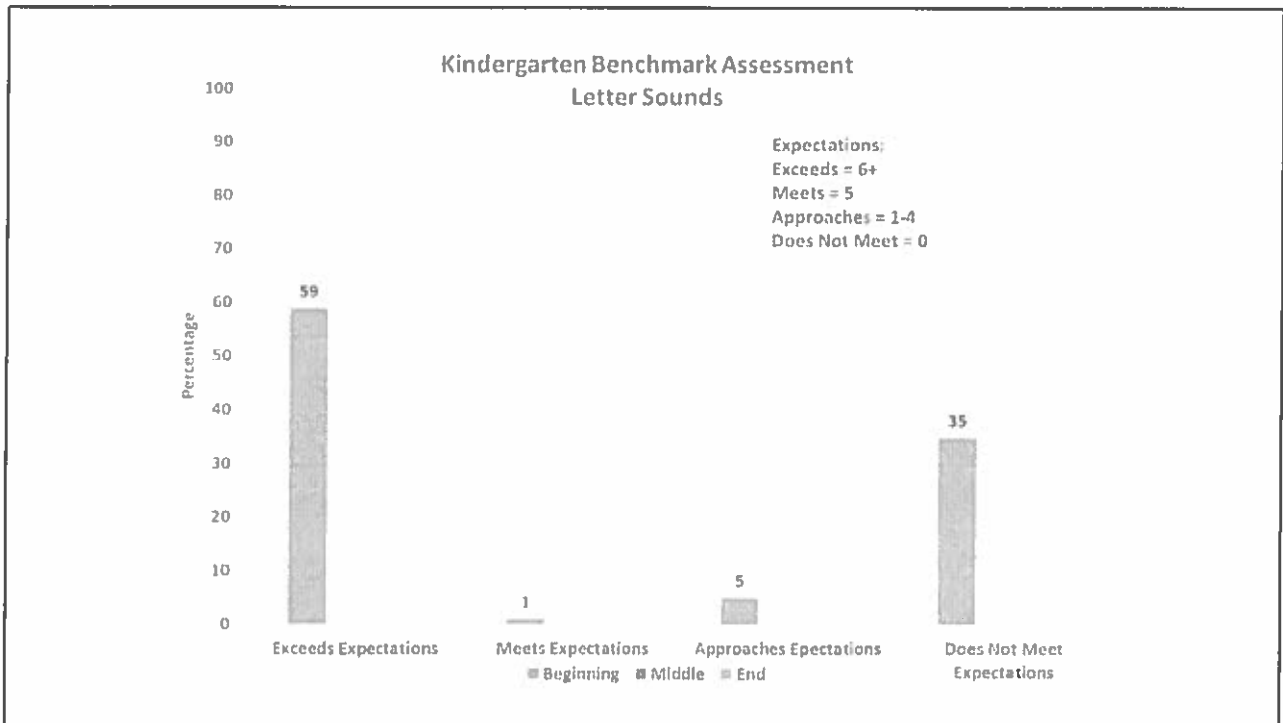 Kindergarten Benchmark Assessment
Letter Sounds
100
90
80
70
60
50
40
30
20
10
0
Percentage
Expectations:
Exceeds = 6+
Meets = 5
Approaches = 1-4
Does Not Meet = 0
59
1
5
35
Exceeds Expectations
Meets Expectations
Approaches Epectations
Does Not Meet
Expectations
Beginning Middle End